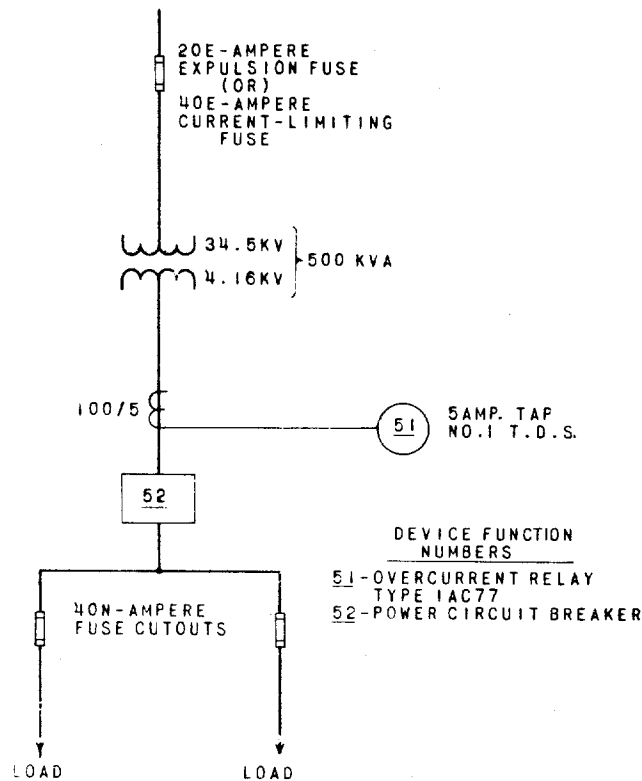 20E-AMPERE
EXPULSION FUSE
(OR)
40E-AMPERE
CURRENT-LIMITING
FUSE
34.5KV
500 KVA
4.16KV
100/5
51
5AMP. TAP
NO.1 T.D.S.
52
DEVICE FUNCTION
NUMBERS
51-OVERCURRENT RELAY
TYPE IAC77
52-POWER CIRCUIT BREAKER
40N-AMPERE
FUSE CUTOUTS
LOAD
LOAD